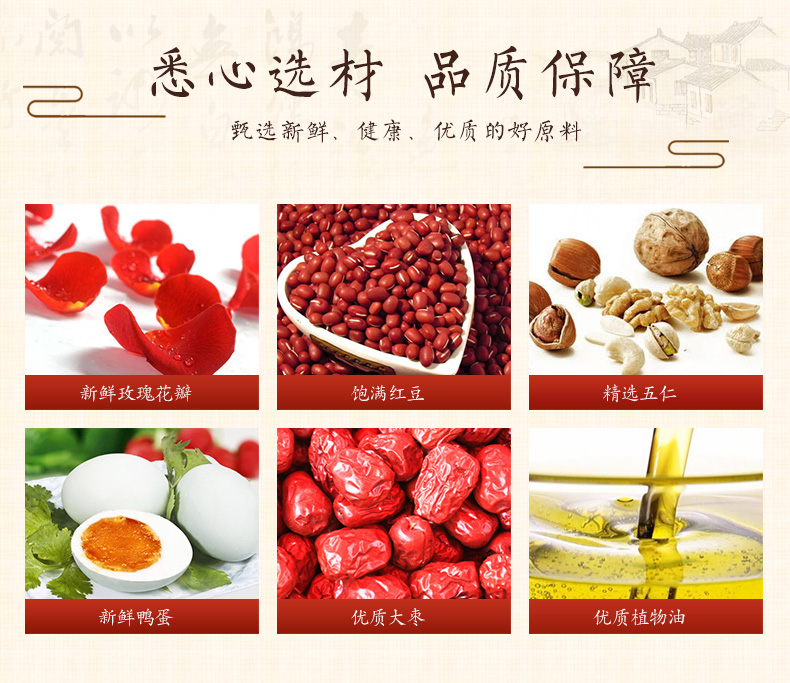 悉心选材 品质保障
甄选新鲜、健康、优质的好原料
新鲜玫瑰花瓣
饱满红豆
精选五仁
新鲜鸭蛋
优质大枣
优质植物油